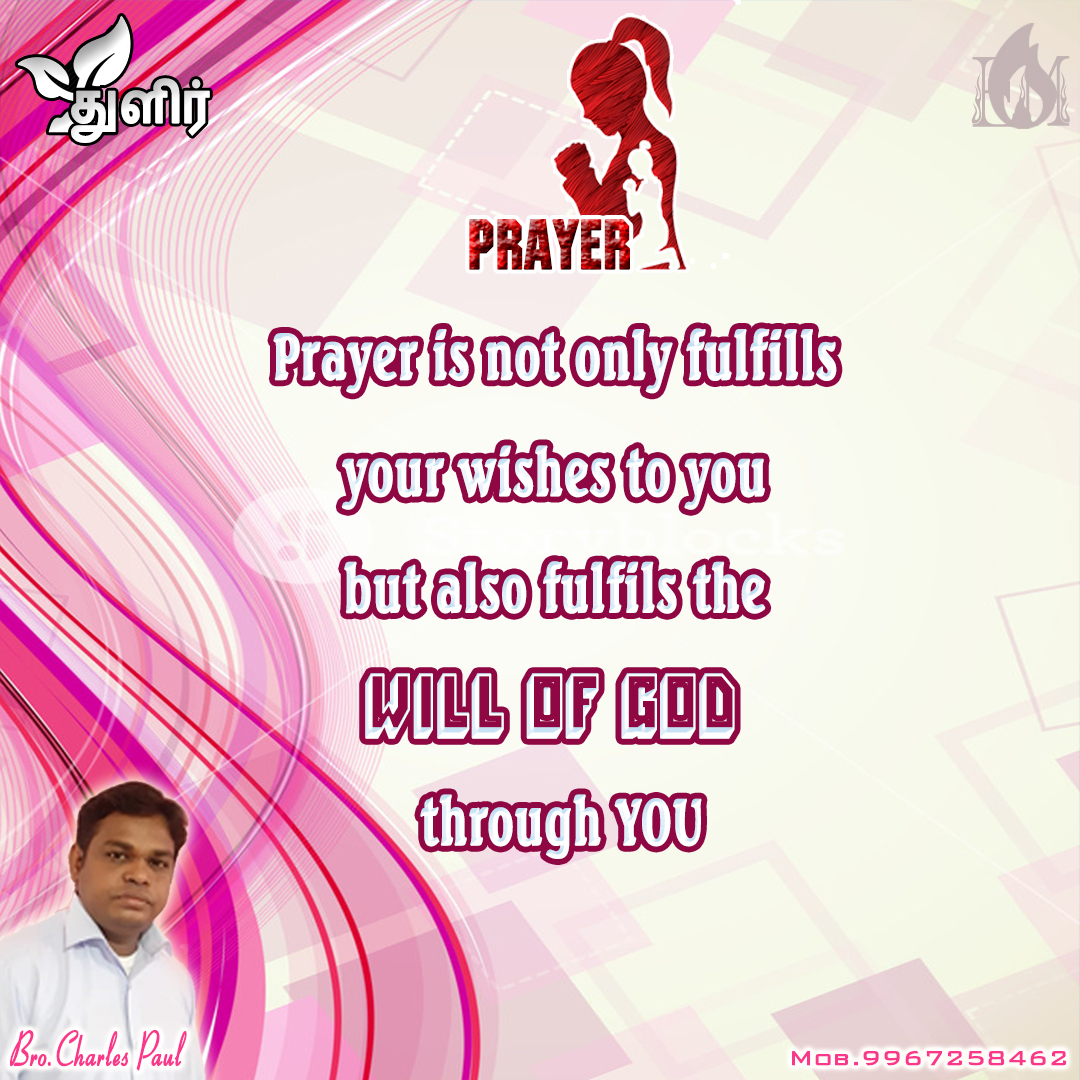 துளிர்
PRAYER
Prayer is not only fulfills
your wishes to you
but also fulfils the
WILL OF GOD
through YOU
Storyblocks
Bro.Charles Paul
Mob.9967258462